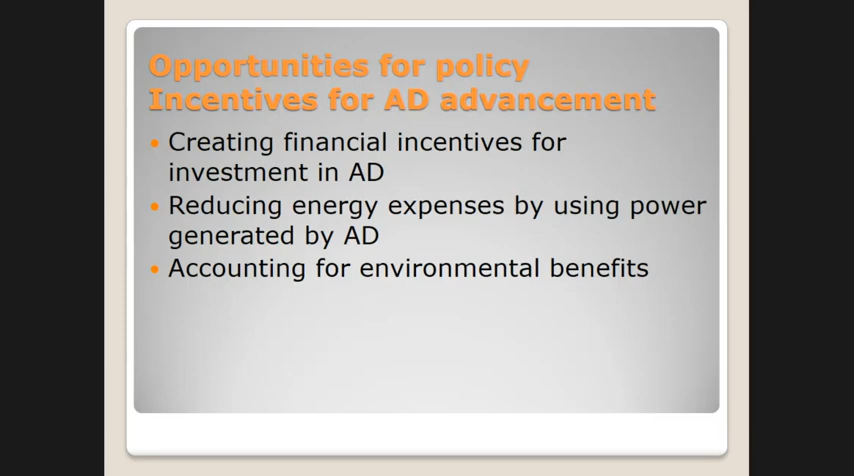 Opportunities for policy
Incentives for AD advancement
• Creating financial incentives for
investment in AD
• Reducing energy expenses by using power
generated by AD
• Accounting for environmental benefits